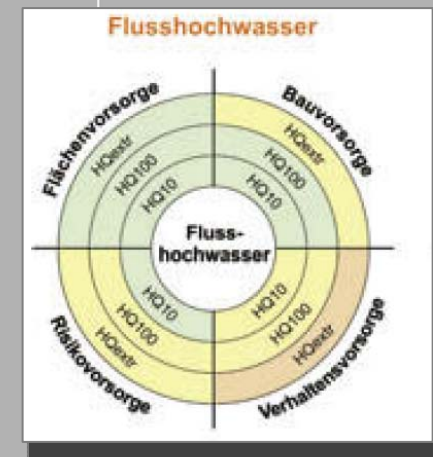 Flusshochwasser
Flächenvorsorge
HQextr
HQ100
HQ10
Bauvorsorge
HQextr
HQ100
HQ10
Fluss-
hochwasser
Risikovorsorge
HQextr
HQ100
HQ10
Verhaltensvorsorge
HQextr
HQ100
HQ10